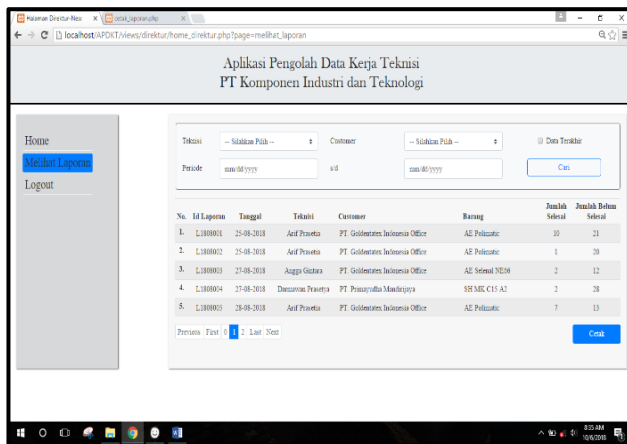 Halaman Direktur-Nex
cetak_laporan.php
localhost/APDKT/views/direktur/home_direktur.php?page=melihat_laporan
Aplikasi Pengolah Data Kerja Teknisi
PT Komponen Industri dan Teknologi
Home
Melihat Laporan
Logout
Teknisi -- Silahkan Pilih -- Customer -- Silahkan Pilih -- Data Terakhir
Periode mm/dd/yyyy s/d mm/dd/yyyy Cari
No. Id Laporan Tanggal Teknisi Customer Barang Jumlah Selesai Jumlah Belum Selesai
1. L1808001 25-08-2018 Arif Prasetia PT. Goldentatex Indonesia Office AE Polimatic 10 21
2. L1808002 25-08-2018 Arif Prasetia PT. Goldentatex Indonesia Office AE Polimatic 1 20
3. L1808003 27-08-2018 Angga Gintara PT. Goldentatex Indonesia Office AE Selenol NE86 2 12
4. L1808004 27-08-2018 Darmawan Prasetya PT. Primayudha Mandirijaya SH MK C15 A2 2 28
5. L1808005 28-08-2018 Arif Prasetia PT. Goldentatex Indonesia Office AE Polimatic 7 13
Previous First 0 1 2 Last Next
Cetak
8:35 AM
10/6/2018